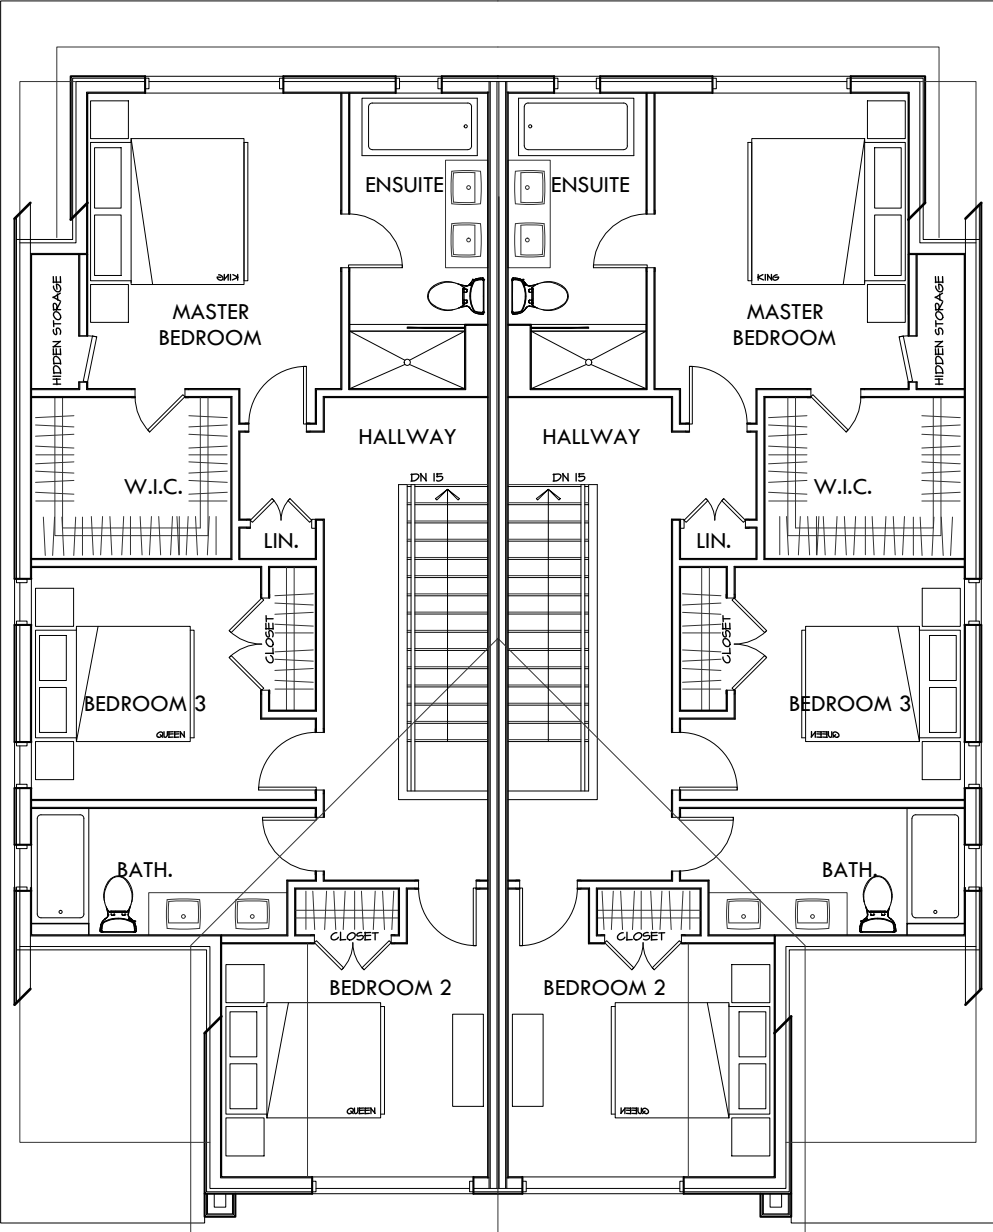 ENSUITE
ENSUITE
KING
KING
HIDDEN STORAGE
MASTER
BEDROOM
MASTER
BEDROOM
HIDDEN STORAGE
HALLWAY
HALLWAY
W.I.C.
DN 15
DN 15
W.I.C.
LIN.
LIN.
CLOSET
CLOSET
BEDROOM 3
BEDROOM 3
QUEEN
QUEEN
BATH.
BATH.
CLOSET
CLOSET
BEDROOM 2
BEDROOM 2
QUEEN
QUEEN